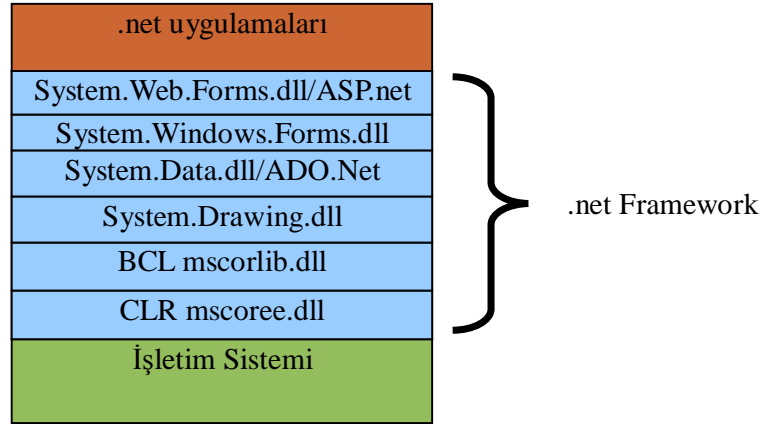 .net uygulamaları
System.Web.Forms.dll/ASP.net
System.Windows.Forms.dll
System.Data.dll/ADO.Net
System.Drawing.dll
BCL mscorlib.dll
CLR mscoree.dll
İşletim Sistemi
.net Framework